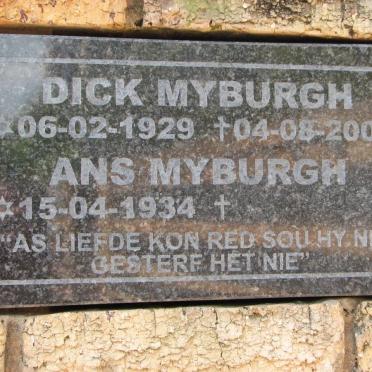 DICK MYBURGH
☆06-02-1929 †04-08-200
ANS MYBURGH
☆15-04-1934 †
"AS LIEFDE KON RED SOU HY NI
GESTERF HET NIE"